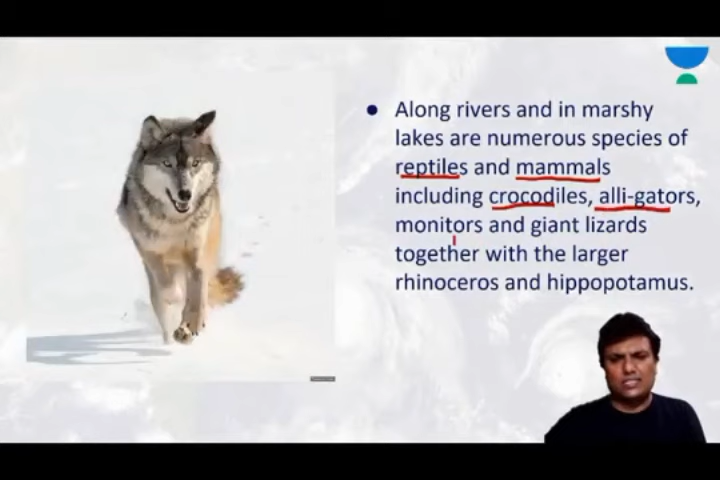 ● Along rivers and in marshy
lakes are numerous species of
reptiles and mammals
including crocodiles, alli-gators,
monitors and giant lizards
together with the larger
rhinoceros and hippopotamus.